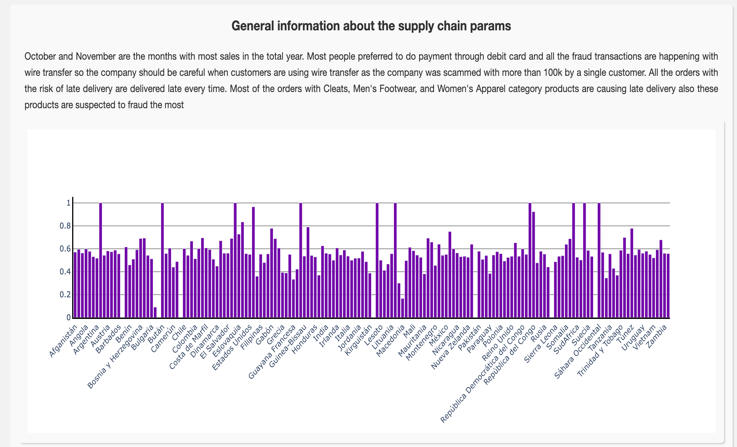 General information about the supply chain params
October and November are the months with most sales in the total year. Most people preferred to do payment through debit card and all the fraud transactions are happening with
wire transfer so the company should be careful when customers are using wire transfer as the company was scammed with more than 100k by a single customer. All the orders with
the risk of late delivery are delivered late every time. Most of the orders with Cleats, Men's Footwear, and Women's Apparel category products are causing late delivery also these
products are suspected to fraud the most
1
0.8
0.6
0.4
0.2
0
Afganistán
Angola
Argentina
Austria
Barbados
Benín
Bosnia y Herzegovina
Bulgaria
Bután
Camerún
Chile
Colombia
Costa de Marfil
Dinamarca
El Salvador
Eslovaquia
Estados Unidos
Filipinas
Gabón
Grecia
Guayana Francesa
Guinea-Bissau
Honduras
India
Irlanda
Italia
Jordania
Kirguistán
Lesoto
Lituania
Macedonia
Mali
Mauritania
Montenegro
México
Nicaragua
Nueva Zelanda
Pakistán
Paraguay
Polonia
Reino Unido
República Democrática del Congo
República del Congo
Rusia
Sierra Leona
Somalia
SudAfrica
Suecia
Sáhara Occidental
Tanzania
Trinidad y Tobago
Túnez
Uruguay
Vietnam
Zambia